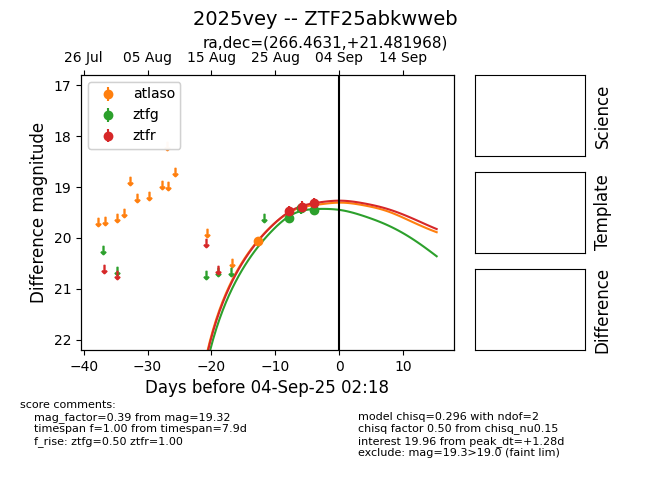 2025vey -- ZTF25abkwweb
ra,dec=(266.4631,+21.481968)
26 Jul 05 Aug 15 Aug 25 Aug 04 Sep 14 Sep
atlaso
ztfg
ztfr
17
18
19
20
21
22
Difference magnitude
−40 −30 −20 −10 0 10
Days before 04-Sep-25 02:18
Science
Template
Difference
score comments:
mag_factor=0.39 from mag=19.32
timespan f=1.00 from timespan=7.9d
f_rise: ztfg=0.50 ztfr=1.00
model chisq=0.296 with ndof=2
chisq factor 0.50 from chisq_nu0.15
interest 19.96 from peak_dt=+1.28d
exclude: mag=19.3>19.0 (faint lim)